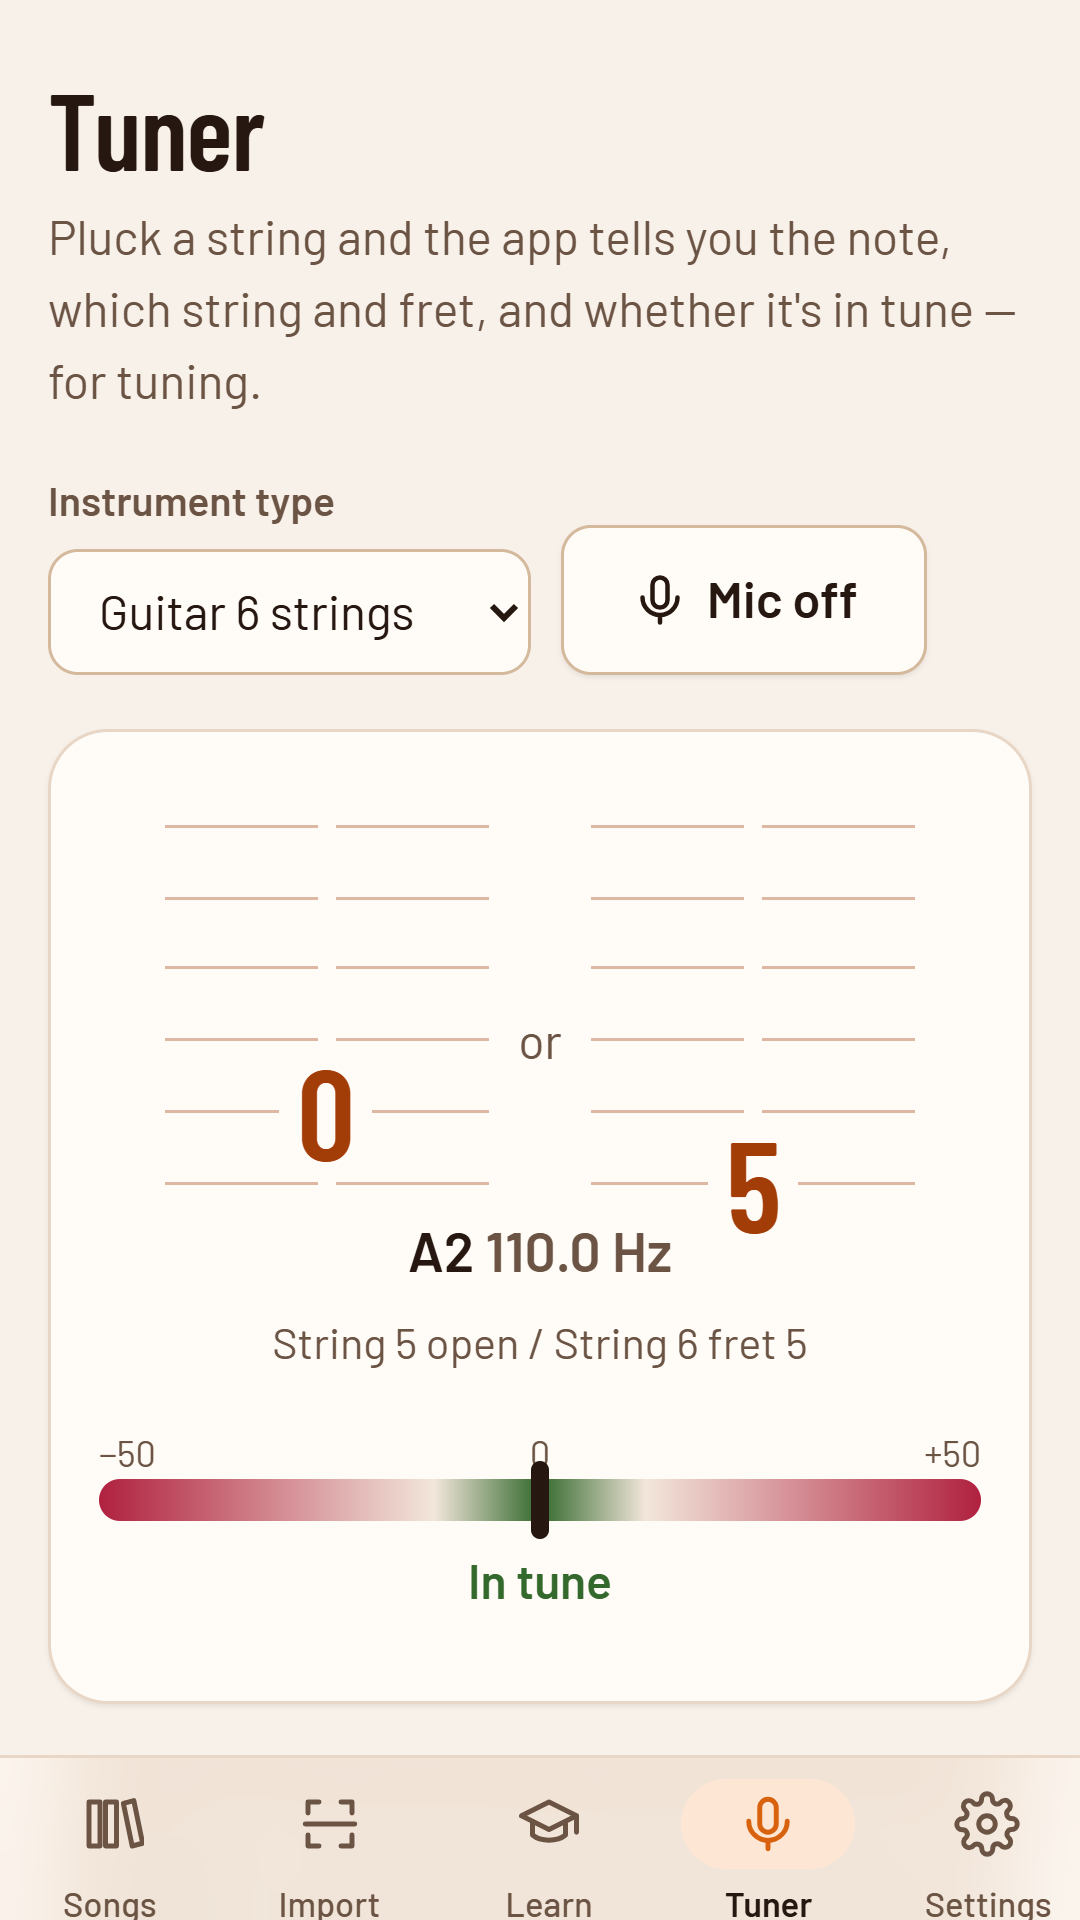 Tuner
Pluck a string and the app tells you the note,
which string and fret, and whether it's in tune —
for tuning.
Instrument type
Guitar 6 strings
Mic off
or
0
5
A2 110.0 Hz
String 5 open / String 6 fret 5
−50 0 +50
In tune
Songs Import Learn Tuner Settings